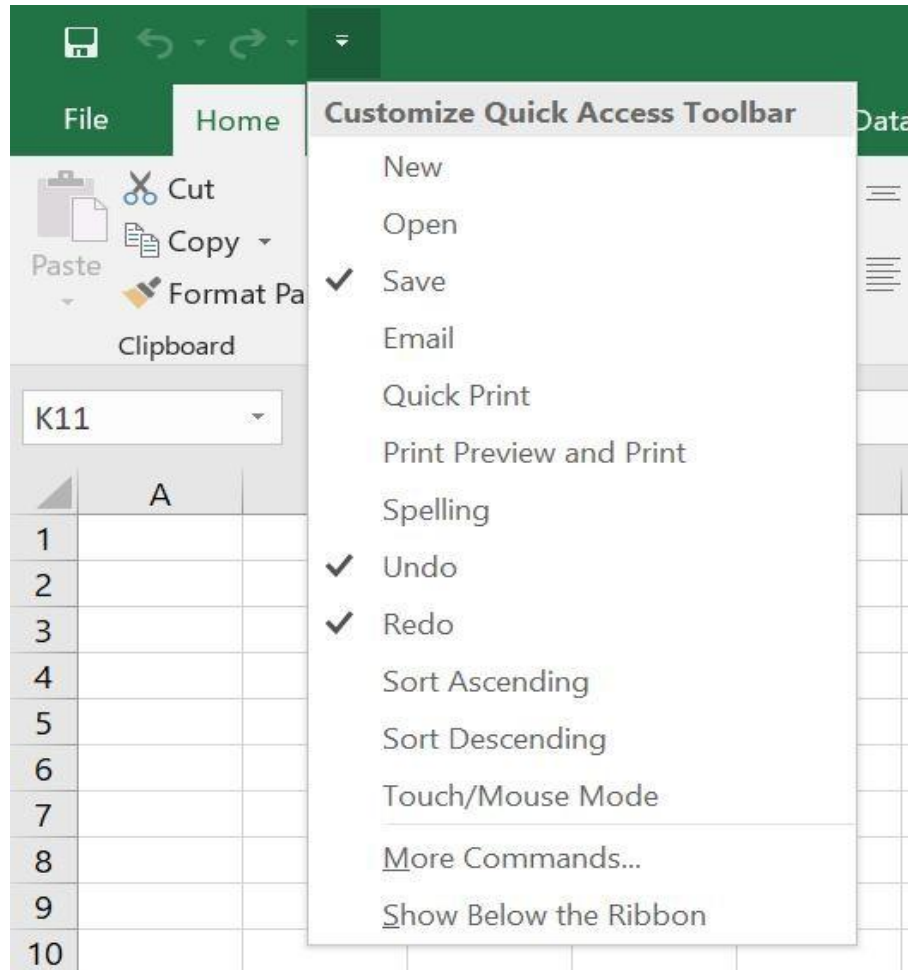 File Home Data
Customize Quick Access Toolbar
New
Open
Save
Email
Quick Print
Print Preview and Print
Spelling
Undo
Redo
Sort Ascending
Sort Descending
Touch/Mouse Mode
More Commands...
Show Below the Ribbon
Cut
Copy
Paste
Format Pa
Clipboard
K11
A
1
2
3
4
5
6
7
8
9
10